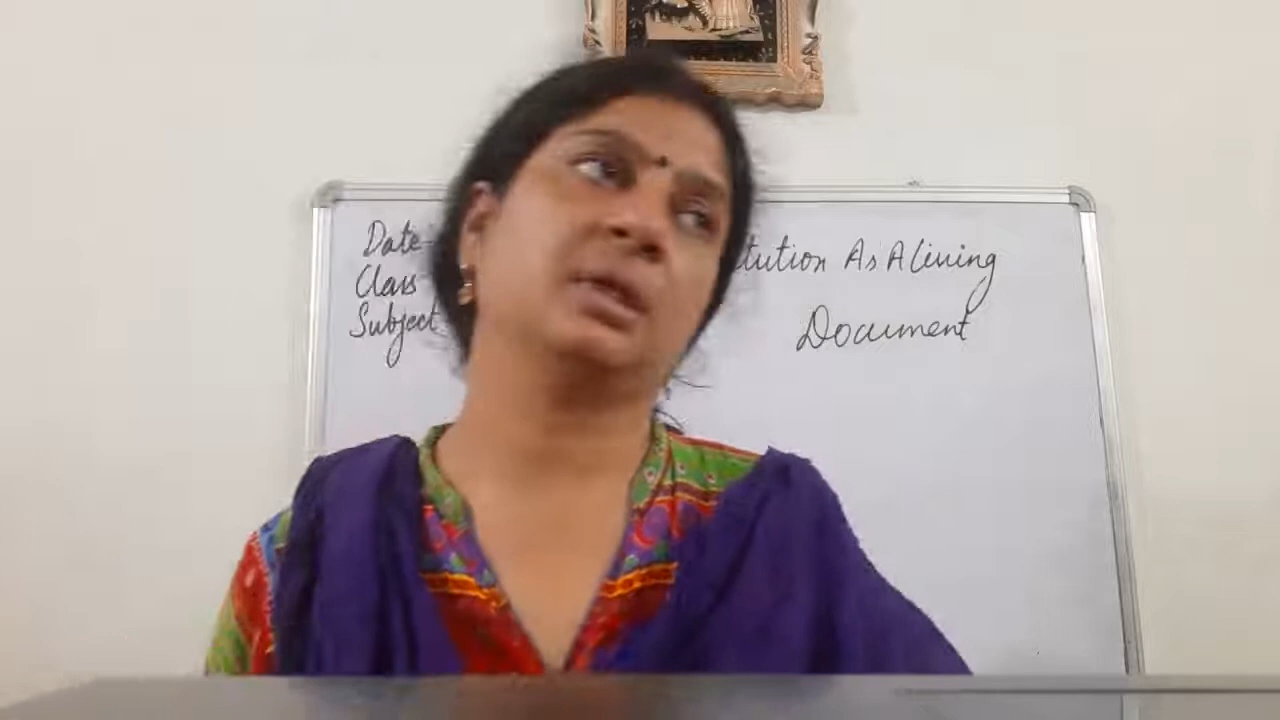 Date-
Class
Subject
tution As A Living
Document